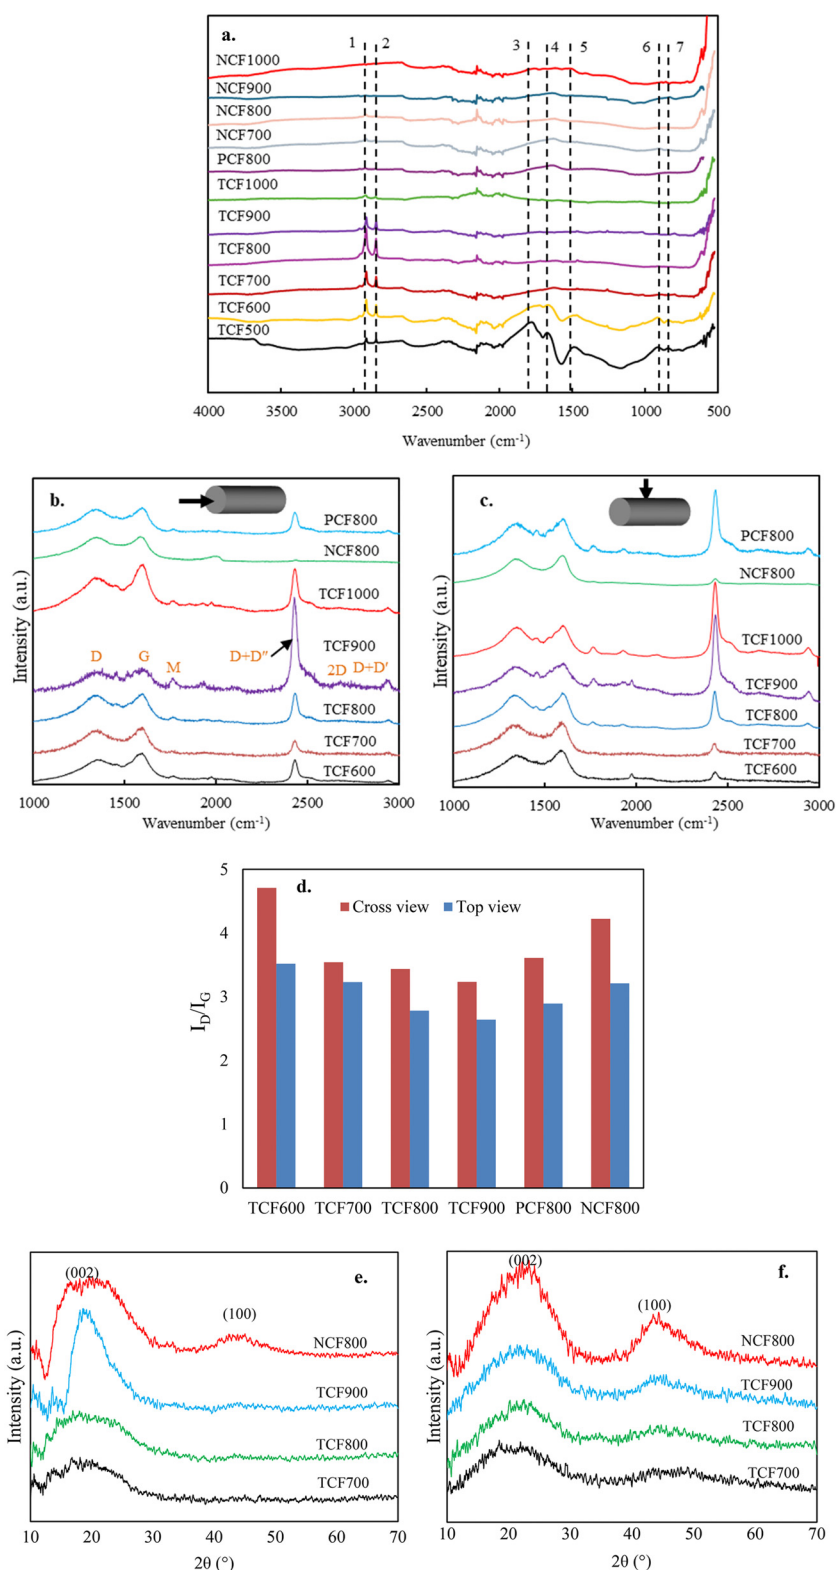 a.
1 2 3 4 5 6 7
NCF1000
NCF900
NCF800
NCF700
PCF800
TCF1000
TCF900
TCF800
TCF700
TCF600
TCF500
4000 3500 3000 2500 2000 1500 1000 500
Wavenumber (cm-1)
b.
PCF800
NCF800
TCF1000
TCF900
D G M D+D″ 2D D+D′
TCF800
TCF700
TCF600
Intensity (a.u.)
1000 1500 2000 2500 3000
Wavenumber (cm-1)
c.
PCF800
NCF800
TCF1000
TCF900
TCF800
TCF700
TCF600
Intensity (a.u.)
1000 1500 2000 2500 3000
Wavenumber (cm-1)
d.
Cross view Top view
5
4
3
2
1
0
ID/IG
TCF600 TCF700 TCF800 TCF900 PCF800 NCF800
e.
(002)
(100)
NCF800
TCF900
TCF800
TCF700
Intensity (a.u.)
10 20 30 40 50 60 70
2θ (°)
f.
(002)
(100)
NCF800
TCF900
TCF800
TCF700
Intensity (a.u.)
10 20 30 40 50 60 70
2θ (°)